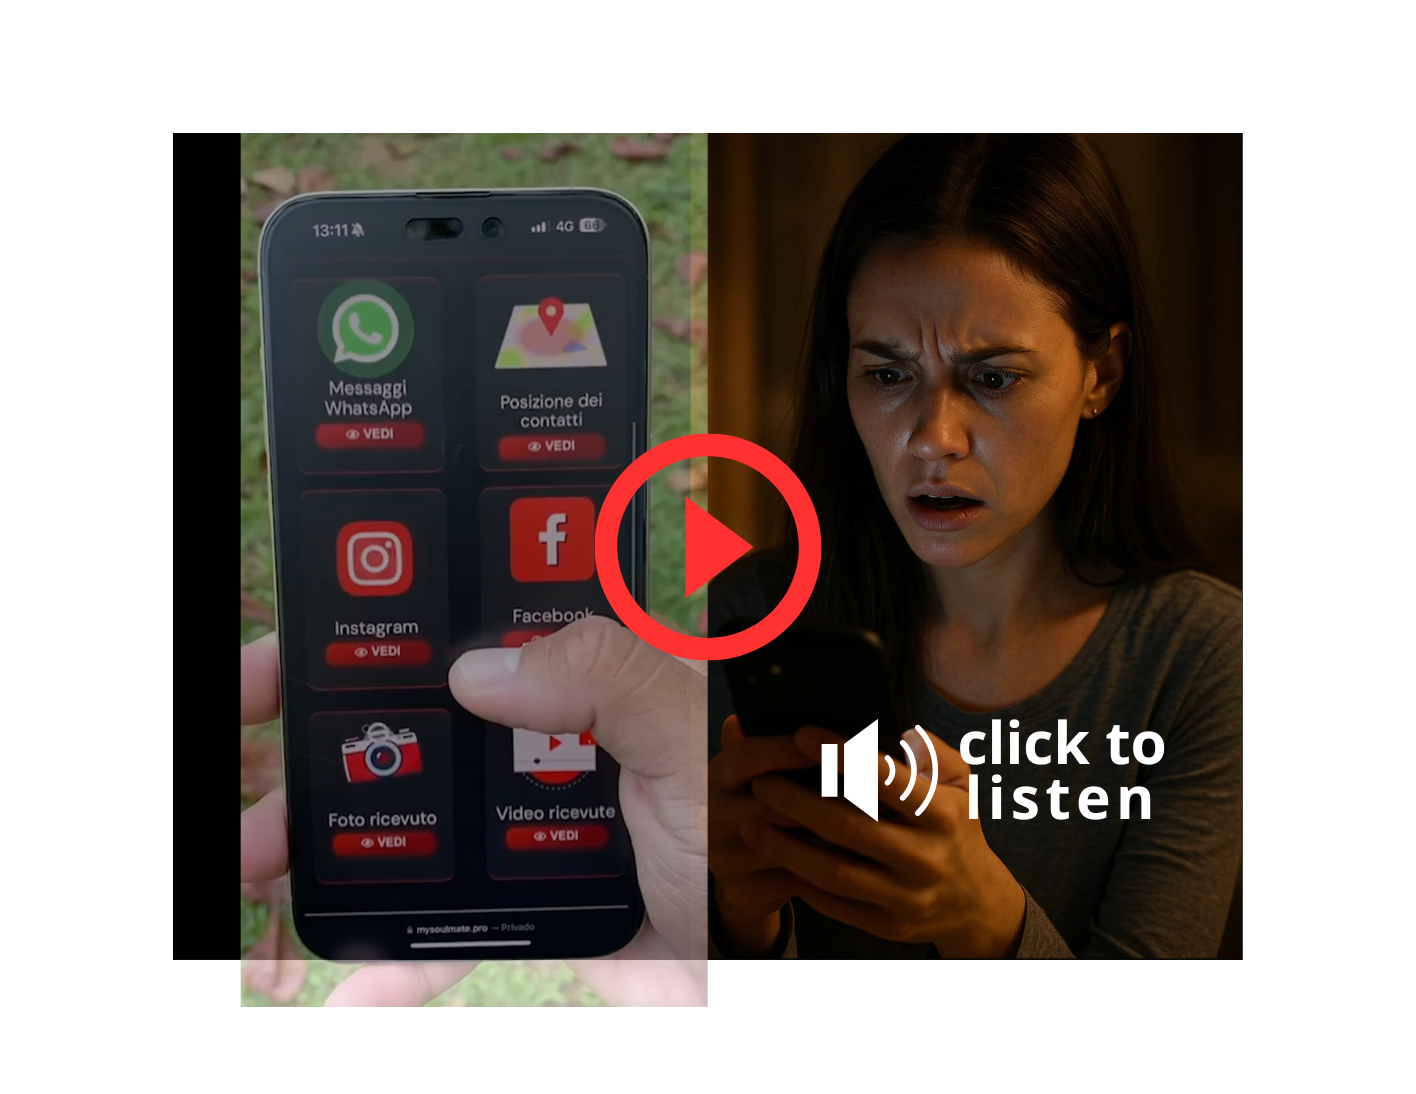 13:11
4G 66
Messaggi
WhatsApp
VEDI
Posizione dei
contatti
VEDI
Instagram
VEDI
Facebook
Foto ricevuto
VEDI
Video ricevute
VEDI
mysoulmate.pro — Privado
click to
listen